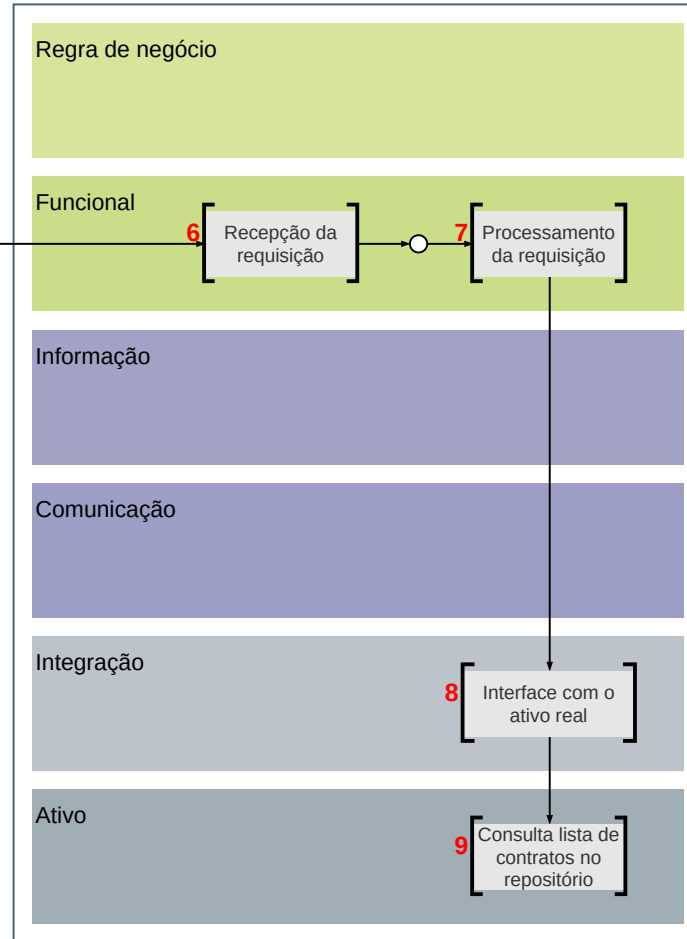 Regra de negócio
Funcional
6
Recepção da
requisição
7
Processamento
da requisição
Informação
Comunicação
Integração
8
Interface com o
ativo real
Ativo
9
Consulta lista de
contratos no
repositório